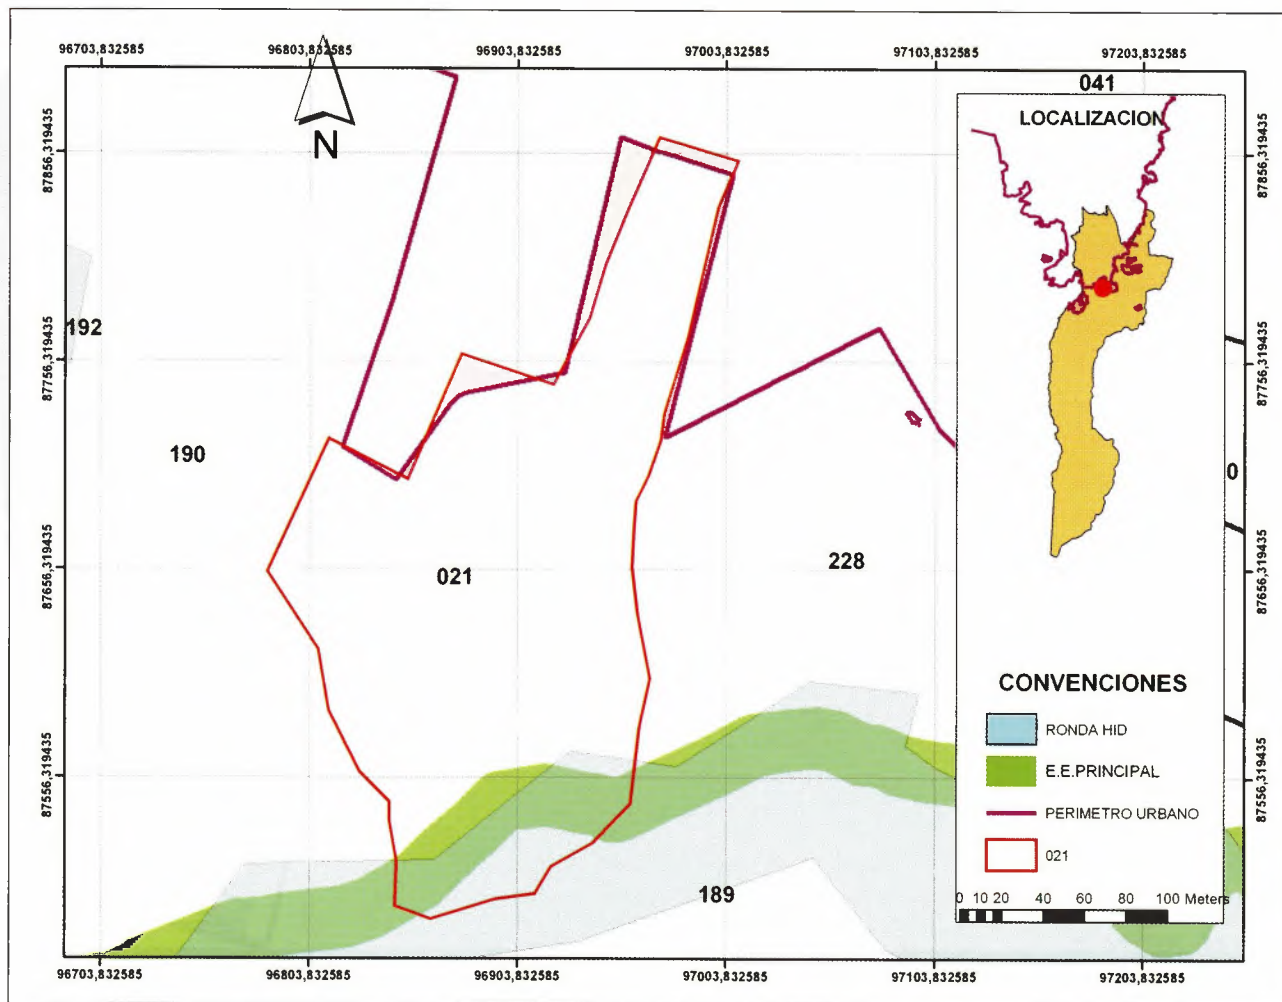 96703,832585 96803,832585 96903,832585 97003,832585 97103,832585 97203,832585
041
LOCALIZACION
N
87856,319435 87856,319435
192
87756,319435 87756,319435
190
0
021
228
87656,319435 87656,319435
CONVENCIONES
RONDA HID
E.E.PRINCIPAL
PERIMETRO URBANO
021
87556,319435 87556,319435
189
0 10 20 40 60 80 100 Meters
96703,832585 96803,832585 96903,832585 97003,832585 97103,832585 97203,832585